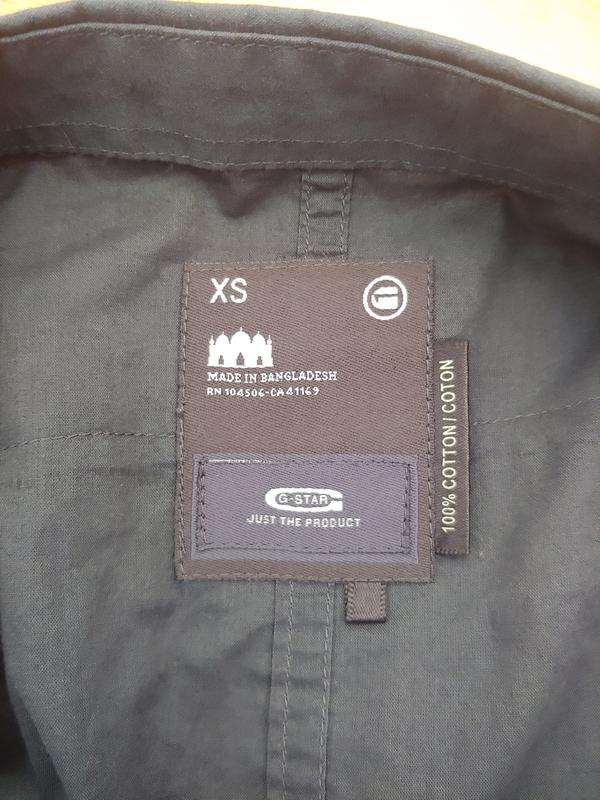 XS
MADE IN BANGLADESH
RN 104506-CA41169
G-STAR
JUST THE PRODUCT
100% COTTON / COTON